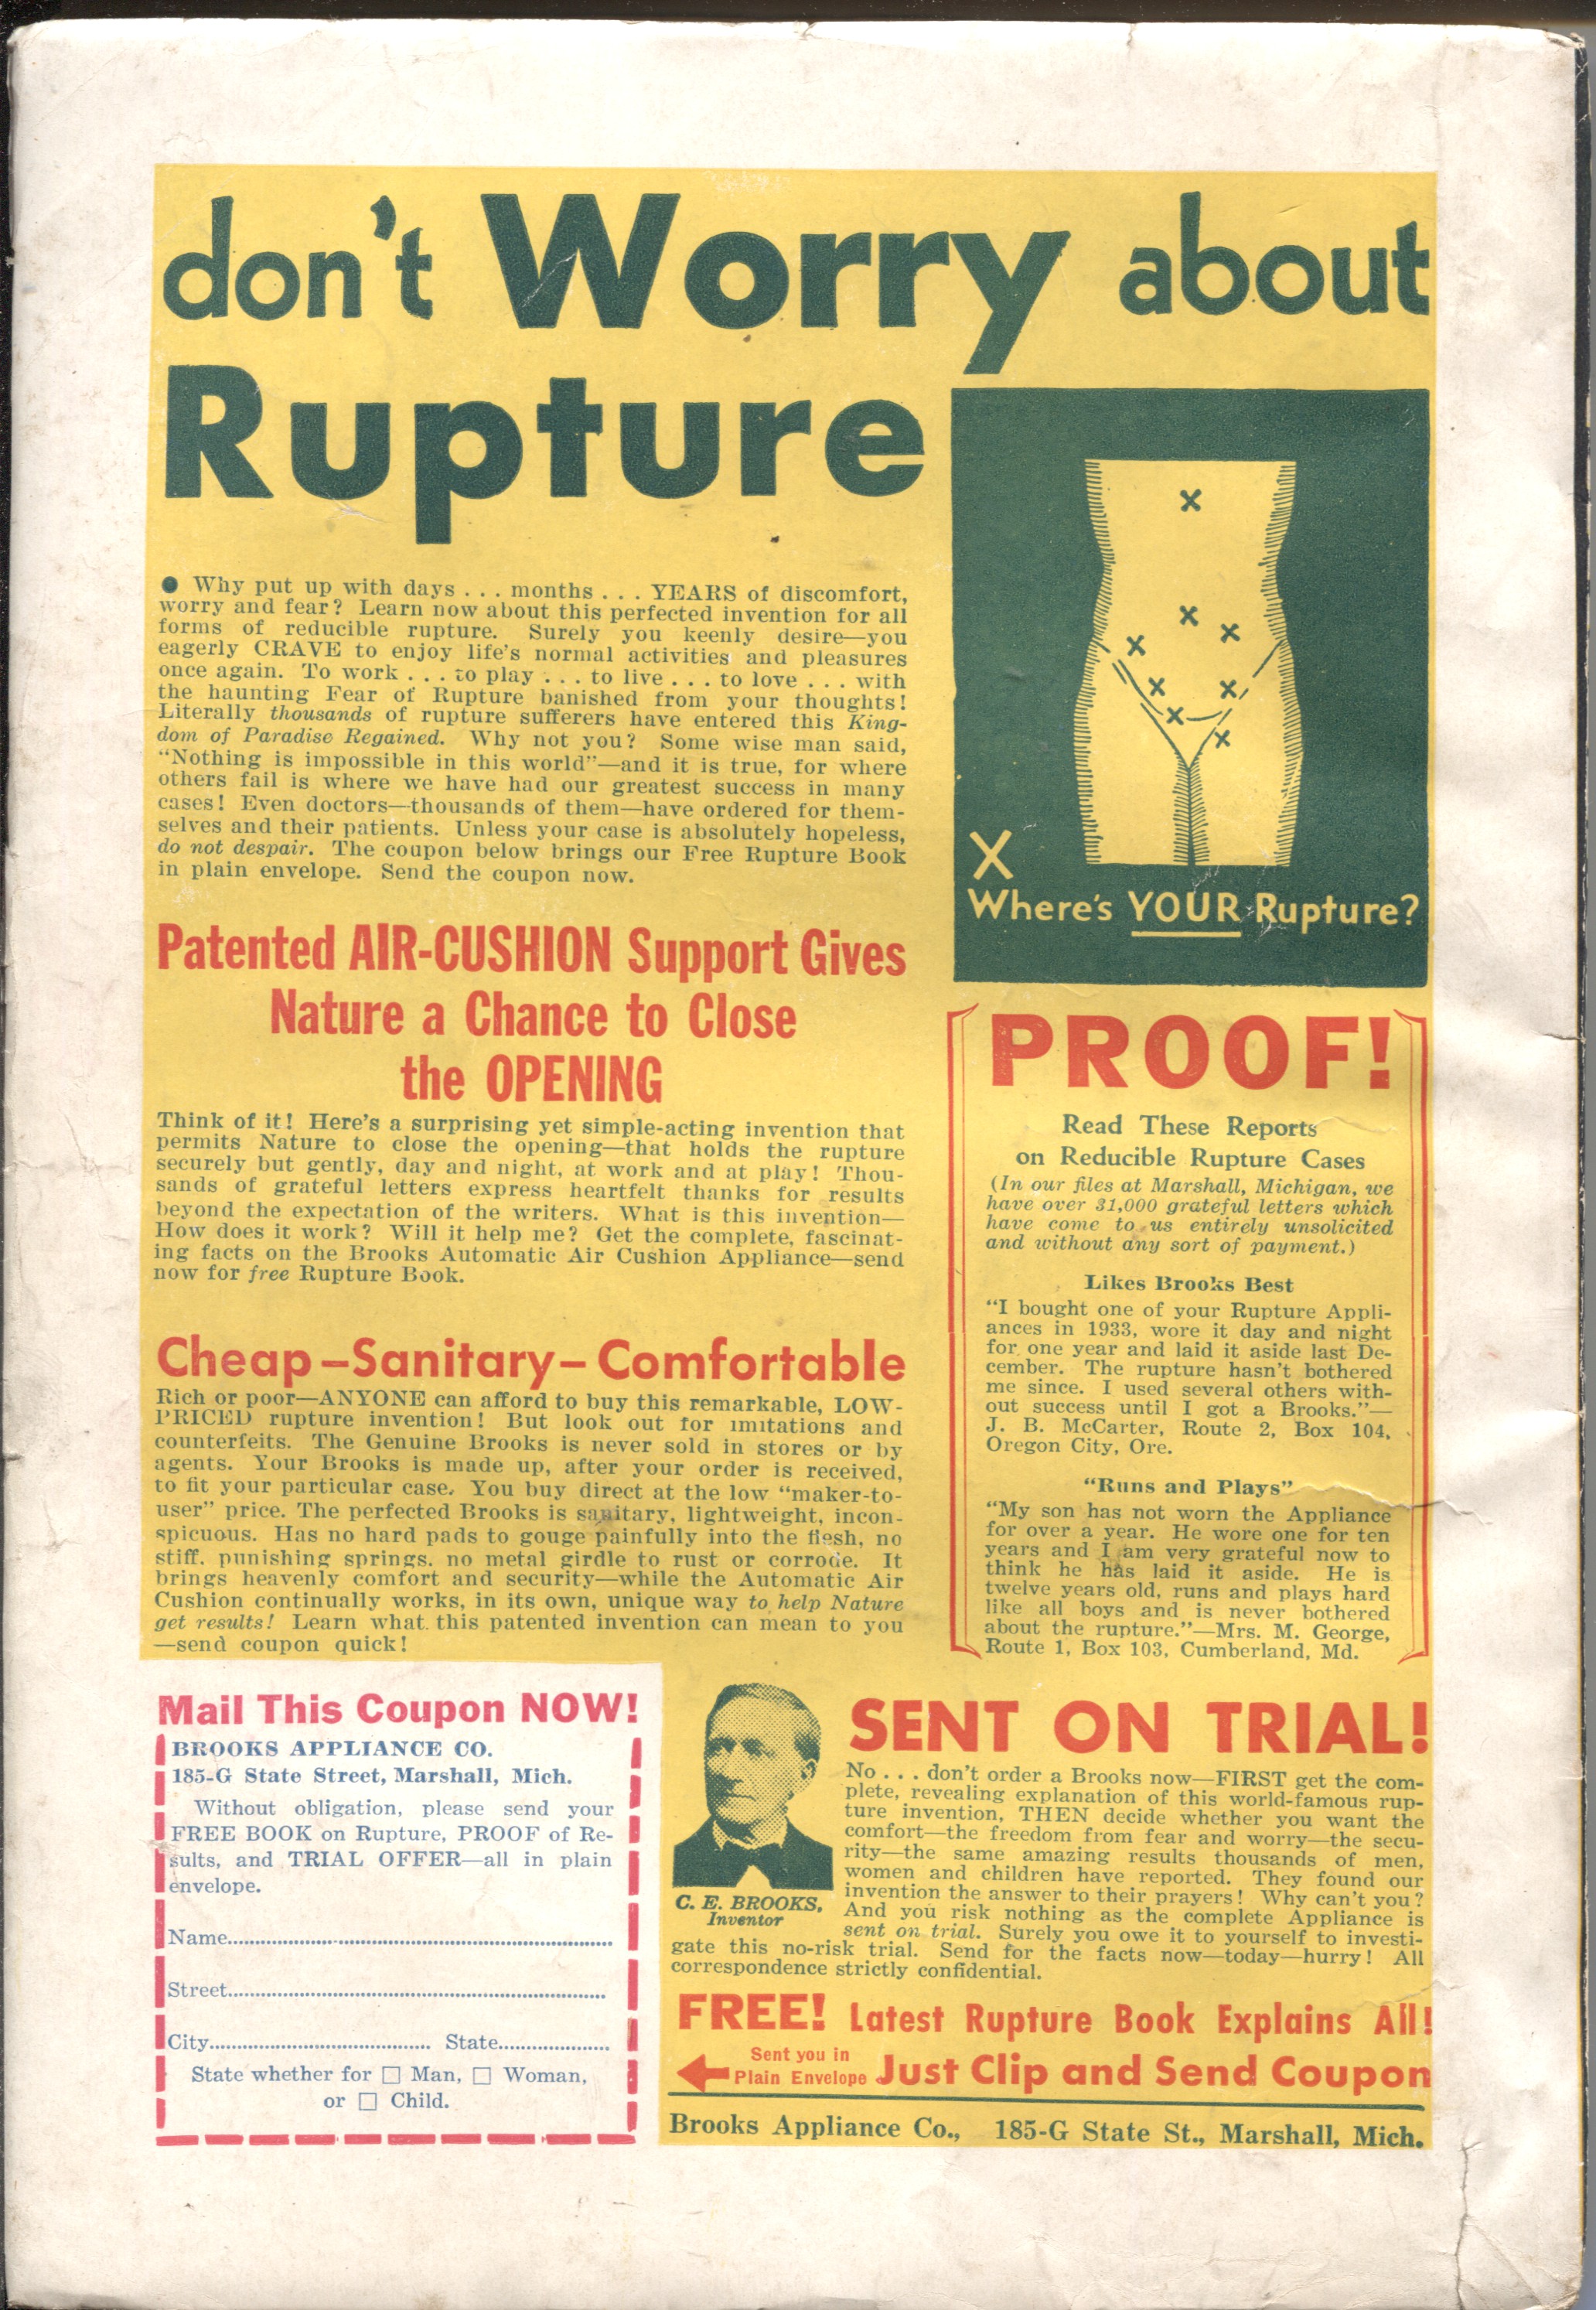 don't Worry about
Rupture
● Why put up with days . . . months . . . YEARS of discomfort,
worry and fear? Learn now about this perfected invention for all
forms of reducible rupture. Surely you keenly desire—you
eagerly CRAVE to enjoy life's normal activities and pleasures
once again. To work . . . to play . . . to live . . . to love . . . with
the haunting Fear of Rupture banished from your thoughts!
Literally thousands of rupture sufferers have entered this King-
dom of Paradise Regained. Why not you? Some wise man said,
"Nothing is impossible in this world"—and it is true, for where
others fail is where we have had our greatest success in many
cases! Even doctors—thousands of them—have ordered for them-
selves and their patients. Unless your case is absolutely hopeless,
do not despair. The coupon below brings our Free Rupture Book
in plain envelope. Send the coupon now.
X
X
X
X
X
X
X
X
X
Where's YOUR Rupture?
Patented AIR-CUSHION Support Gives
Nature a Chance to Close
the OPENING
Think of it! Here's a surprising yet simple-acting invention that
permits Nature to close the opening—that holds the rupture
securely but gently, day and night, at work and at play! Thou-
sands of grateful letters express heartfelt thanks for results
beyond the expectation of the writers. What is this invention—
How does it work? Will it help me? Get the complete, fascinat-
ing facts on the Brooks Automatic Air Cushion Appliance—send
now for free Rupture Book.
Cheap–Sanitary–Comfortable
Rich or poor—ANYONE can afford to buy this remarkable, LOW-
PRICED rupture invention! But look out for imitations and
counterfeits. The Genuine Brooks is never sold in stores or by
agents. Your Brooks is made up, after your order is received,
to fit your particular case. You buy direct at the low "maker-to-
user" price. The perfected Brooks is sanitary, lightweight, incon-
spicuous. Has no hard pads to gouge painfully into the flesh, no
stiff, punishing springs, no metal girdle to rust or corrode. It
brings heavenly comfort and security—while the Automatic Air
Cushion continually works, in its own, unique way to help Nature
get results! Learn what this patented invention can mean to you
—send coupon quick!
PROOF!
Read These Reports
on Reducible Rupture Cases
(In our files at Marshall, Michigan, we
have over 31,000 grateful letters which
have come to us entirely unsolicited
and without any sort of payment.)
Likes Brooks Best
"I bought one of your Rupture Appli-
ances in 1933, wore it day and night
for one year and laid it aside last De-
cember. The rupture hasn't bothered
me since. I used several others with-
out success until I got a Brooks."—
J. B. McCarter, Route 2, Box 104,
Oregon City, Ore.
"Runs and Plays"
"My son has not worn the Appliance
for over a year. He wore one for ten
years and I am very grateful now to
think he has laid it aside. He is
twelve years old, runs and plays hard
like all boys and is never bothered
about the rupture."—Mrs. M. George,
Route 1, Box 103, Cumberland, Md.
Mail This Coupon NOW!
BROOKS APPLIANCE CO.
185-G State Street, Marshall, Mich.
Without obligation, please send your
FREE BOOK on Rupture, PROOF of Re-
sults, and TRIAL OFFER—all in plain
envelope.
Name
Street
City State
State whether for □ Man, □ Woman,
or □ Child.
C. E. BROOKS,
Inventor
SENT ON TRIAL!
No . . . don't order a Brooks now—FIRST get the com-
plete, revealing explanation of this world-famous rup-
ture invention, THEN decide whether you want the
comfort—the freedom from fear and worry—the secu-
rity—the same amazing results thousands of men,
women and children have reported. They found our
invention the answer to their prayers! Why can't you?
And you risk nothing as the complete Appliance is
sent on trial. Surely you owe it to yourself to investi-
gate this no-risk trial. Send for the facts now—today—hurry! All
correspondence strictly confidential.
FREE! Latest Rupture Book Explains All!
Sent you in
Plain Envelope
Just Clip and Send Coupon
Brooks Appliance Co., 185-G State St., Marshall, Mich.